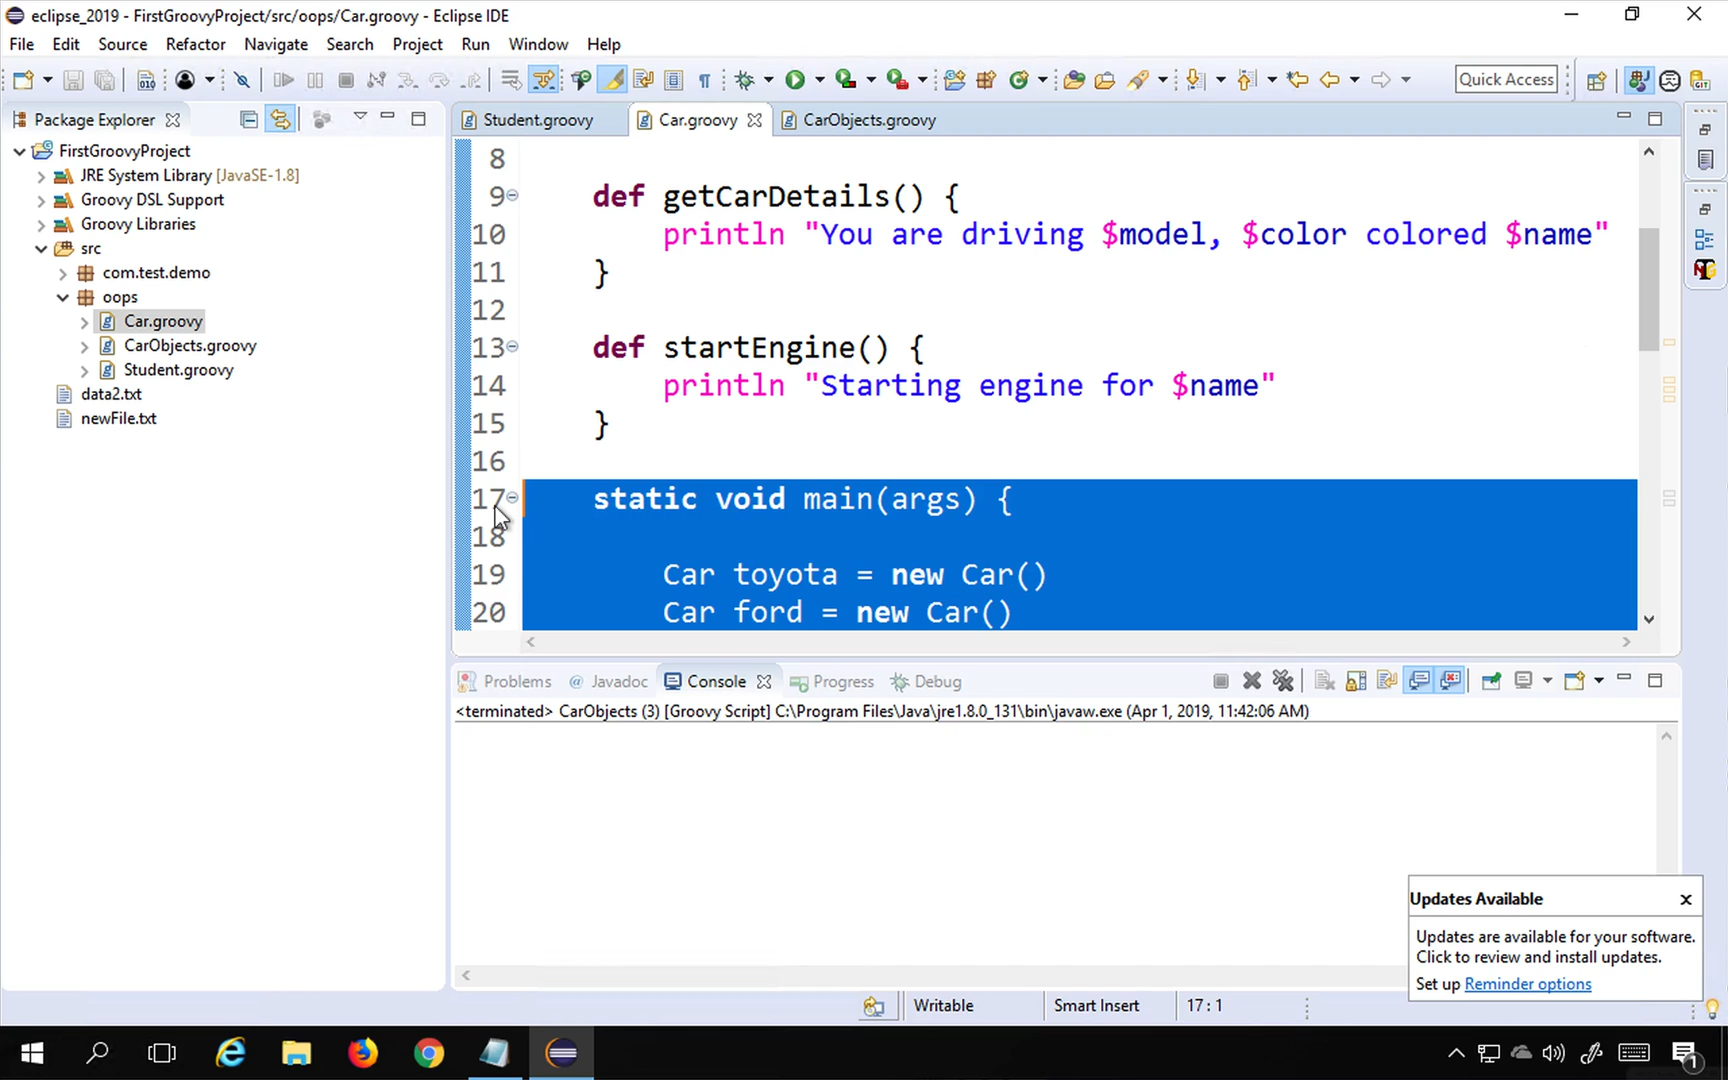 eclipse_2019 - FirstGroovyProject/src/oops/Car.groovy - Eclipse IDE
File Edit Source Refactor Navigate Search Project Run Window Help
Quick Access
Package Explorer
FirstGroovyProject
JRE System Library [JavaSE-1.8]
Groovy DSL Support
Groovy Libraries
src
com.test.demo
oops
Car.groovy
CarObjects.groovy
Student.groovy
data2.txt
newFile.txt
Student.groovy Car.groovy CarObjects.groovy
8
9 def getCarDetails() {
10 println "You are driving $model, $color colored $name"
11 }
12
13 def startEngine() {
14 println "Starting engine for $name"
15 }
16
17 static void main(args) {
18
19 Car toyota = new Car()
20 Car ford = new Car()
Problems @ Javadoc Console Progress Debug
<terminated> CarObjects (3) [Groovy Script] C:\Program Files\Java\jre1.8.0_131\bin\javaw.exe (Apr 1, 2019, 11:42:06 AM)
Updates Available
Updates are available for your software.
Click to review and install updates.
Set up Reminder options
Writable Smart Insert 17 : 1
1